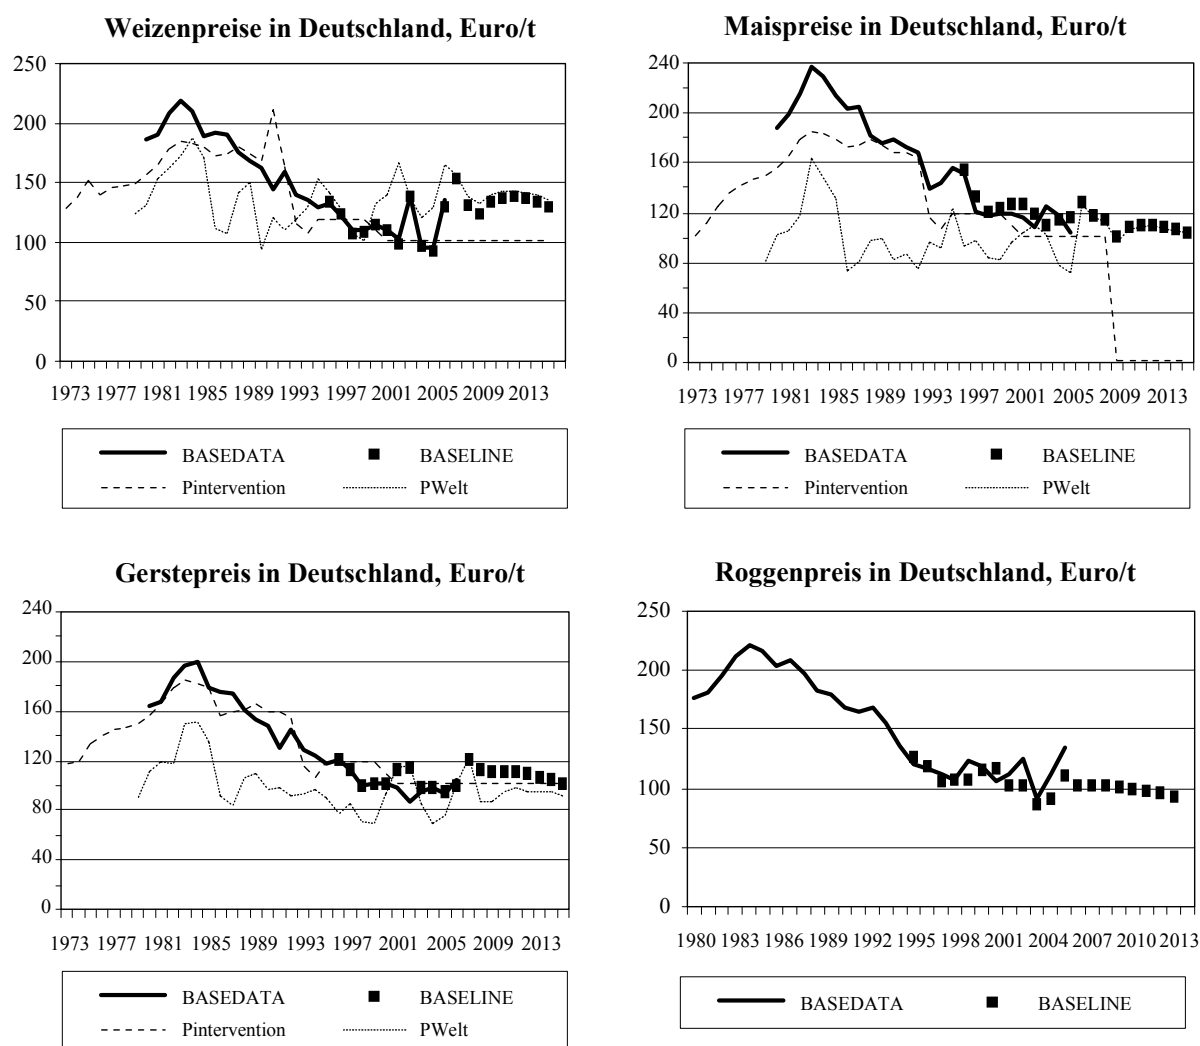 Weizenpreise in Deutschland, Euro/t
250
200
150
100
50
0
1973 1977 1981 1985 1989 1993 1997 2001 2005 2009 2013
BASEDATA BASELINE
Pintervention PWelt
Maispreise in Deutschland, Euro/t
240
200
160
120
80
40
0
1973 1977 1981 1985 1989 1993 1997 2001 2005 2009 2013
BASEDATA BASELINE
Pintervention PWelt
Gerstepreis in Deutschland, Euro/t
240
200
160
120
80
40
0
1973 1977 1981 1985 1989 1993 1997 2001 2005 2009 2013
BASEDATA BASELINE
Pintervention PWelt
Roggenpreis in Deutschland, Euro/t
250
200
150
100
50
0
1980 1983 1986 1989 1992 1995 1998 2001 2004 2007 2010 2013
BASEDATA BASELINE